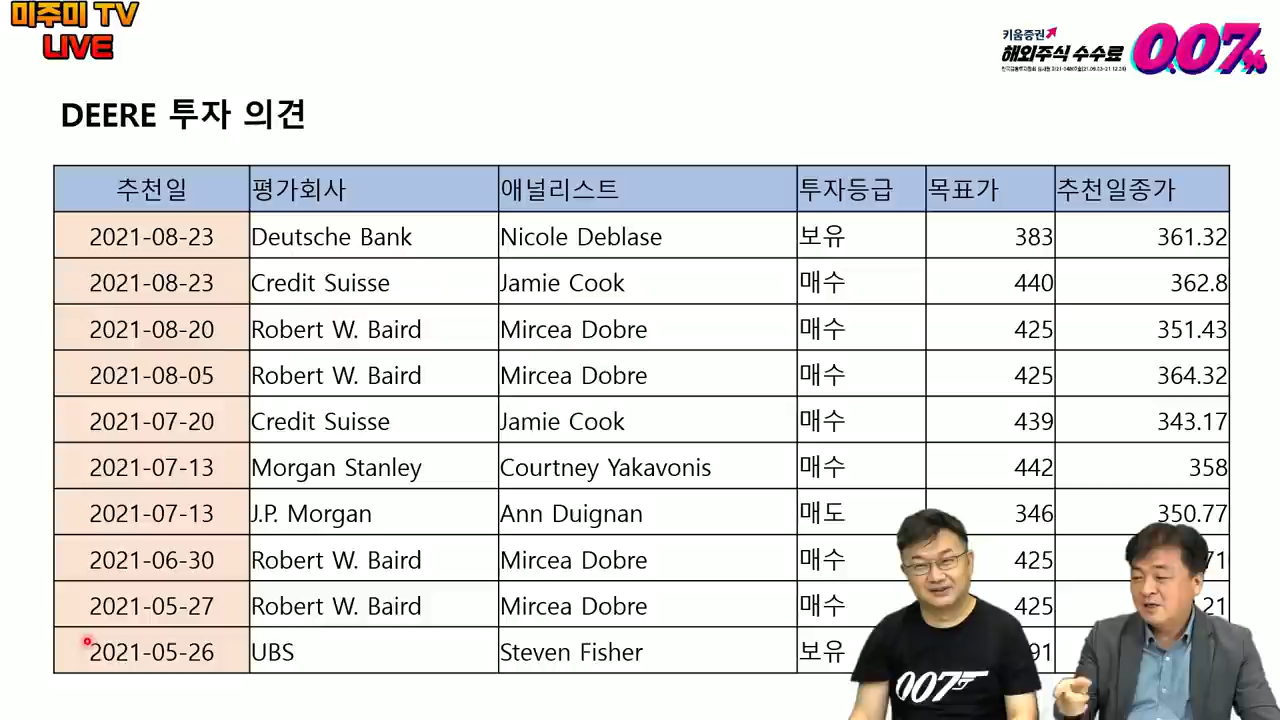 미주미 TV
LIVE
키움증권
해외주식 수수료
0.07%
DEERE 투자 의견
추천일 평가회사 애널리스트 투자등급 목표가 추천일종가
2021-08-23 Deutsche Bank Nicole Deblase 보유 383 361.32
2021-08-23 Credit Suisse Jamie Cook 매수 440 362.8
2021-08-20 Robert W. Baird Mircea Dobre 매수 425 351.43
2021-08-05 Robert W. Baird Mircea Dobre 매수 425 364.32
2021-07-20 Credit Suisse Jamie Cook 매수 439 343.17
2021-07-13 Morgan Stanley Courtney Yakavonis 매수 442 358
2021-07-13 J.P. Morgan Ann Duignan 매도 346 350.77
2021-06-30 Robert W. Baird Mircea Dobre 매수 425 71
2021-05-27 Robert W. Baird Mircea Dobre 매수 425 21
2021-05-26 UBS Steven Fisher 보유 91
007